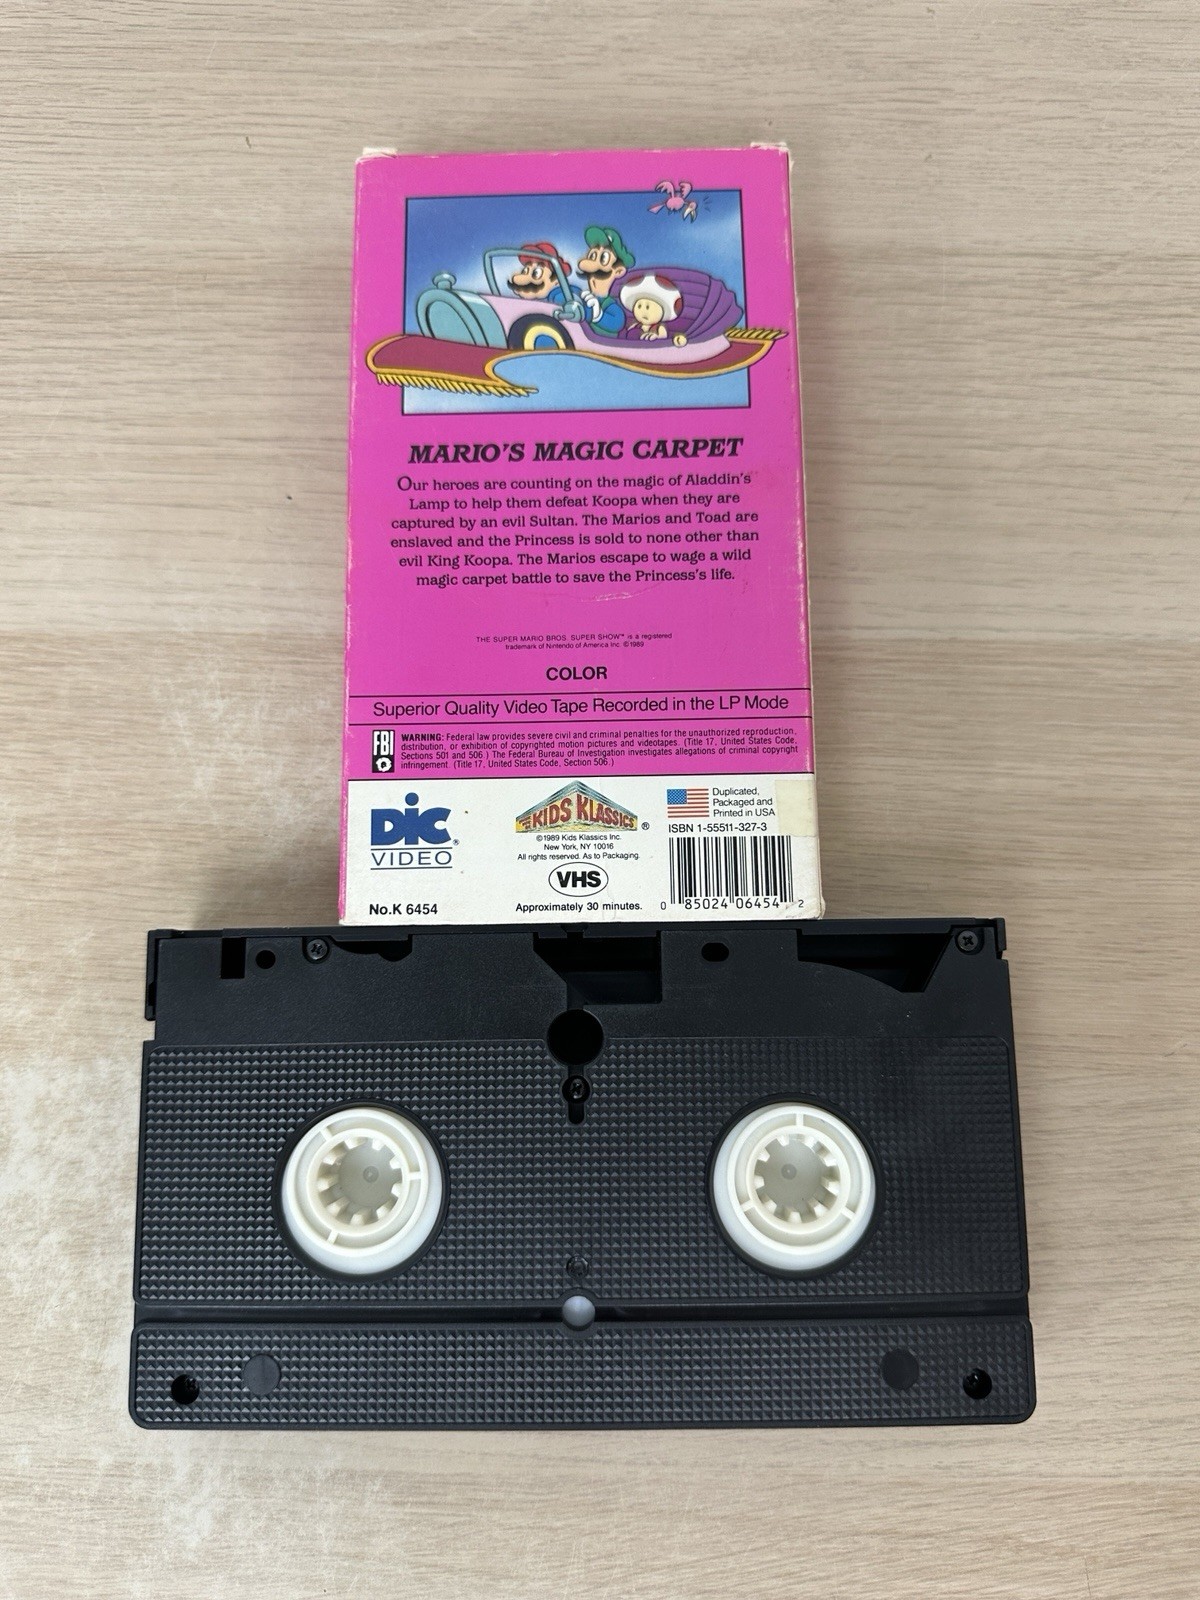 MARIO'S MAGIC CARPET
Our heroes are counting on the magic of Aladdin's
Lamp to help them defeat Koopa when they are
captured by an evil Sultan. The Marios and Toad are
enslaved and the Princess is sold to none other than
evil King Koopa. The Marios escape to wage a wild
magic carpet battle to save the Princess's life.
THE SUPER MARIO BROS. SUPER SHOW™ is a registered
trademark of Nintendo of America Inc. ©1989
COLOR
Superior Quality Video Tape Recorded in the LP Mode
FBI
WARNING: Federal law provides severe civil and criminal penalties for the unauthorized reproduction,
distribution, or exhibition of copyrighted motion pictures and videotapes. (Title 17, United States Code,
Sections 501 and 506.) The Federal Bureau of Investigation investigates allegations of criminal copyright
infringement. (Title 17, United States Code, Section 506.)
DIC®
VIDEO
No.K 6454
KIDS KLASSICS®
©1989 Kids Klassics Inc.
New York, NY 10016
All rights reserved. As to Packaging.
VHS
Approximately 30 minutes.
Duplicated,
Packaged and
Printed in USA
ISBN 1-55511-327-3
0 85024 06454 2